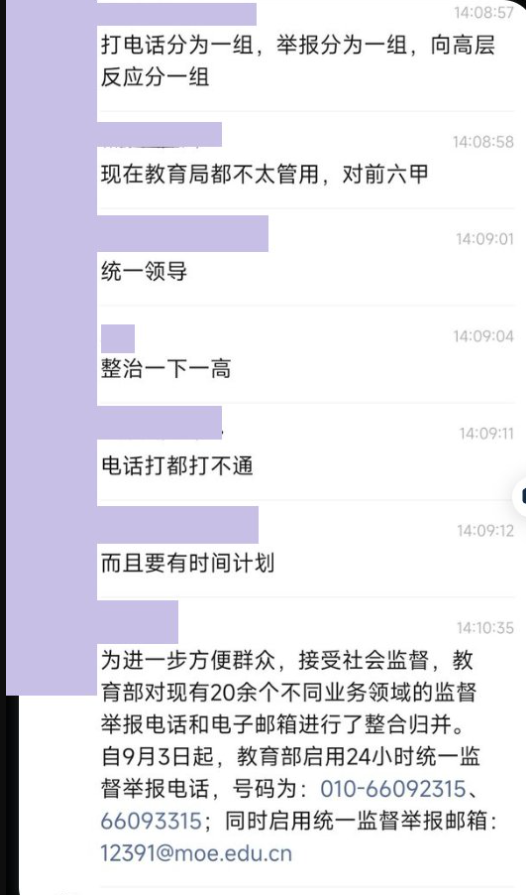 14:08:57
打电话分为一组，举报分为一组，向高层
反应分一组
14:08:58
现在教育局都不太管用，对前六甲
14:09:01
统一领导
14:09:04
整治一下一高
14:09:11
电话打都打不通
14:09:12
而且要有时间计划
14:10:35
为进一步方便群众，接受社会监督，教
育部对现有20余个不同业务领域的监督
举报电话和电子邮箱进行了整合归并。
自9月3日起，教育部启用24小时统一监
督举报电话，号码为：010-66092315、
66093315；同时启用统一监督举报邮箱：
12391@moe.edu.cn